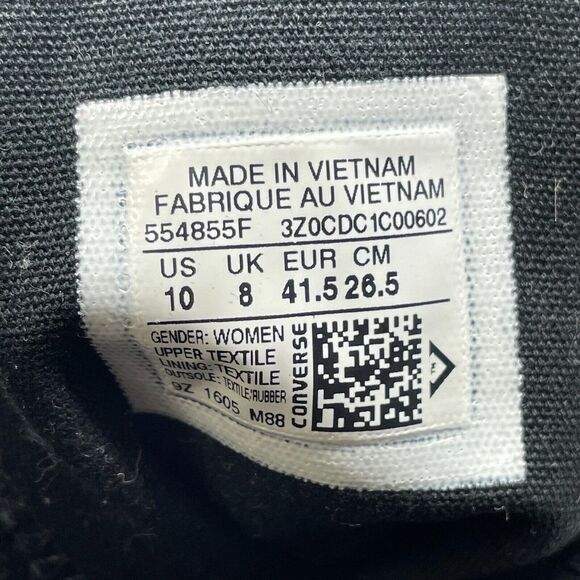 MADE IN VIETNAM
FABRIQUE AU VIETNAM
554855F 3Z0CDC1C00602
US UK EUR CM
10 8 41.5 26.5
GENDER: WOMEN
UPPER TEXTILE
LINING: TEXTILE
OUTSOLE: TEXTILE/RUBBER
9Z 1605 M88
CONVERSE